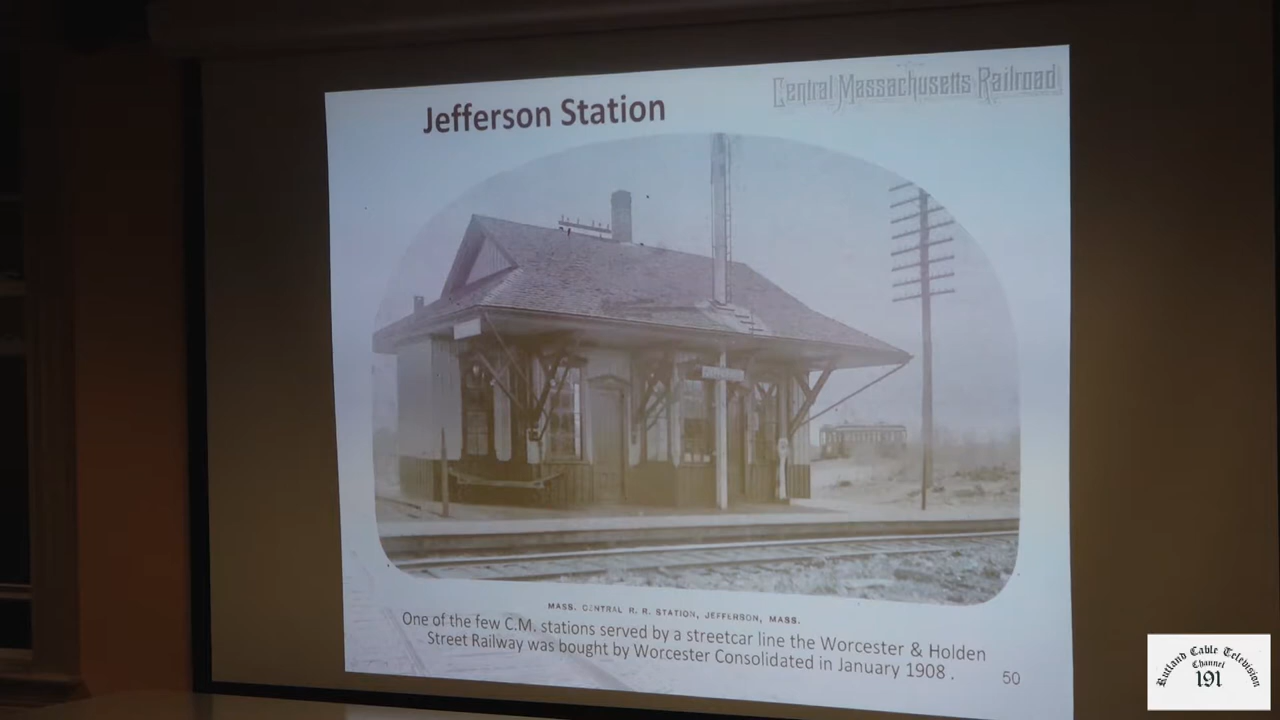 Central Massachusetts Railroad
Jefferson Station
MASS. CENTRAL R. R. STATION, JEFFERSON, MASS.
One of the few C.M. stations served by a streetcar line the Worcester & Holden
Street Railway was bought by Worcester Consolidated in January 1908 .
50
Rutland Cable Television
Channel
191